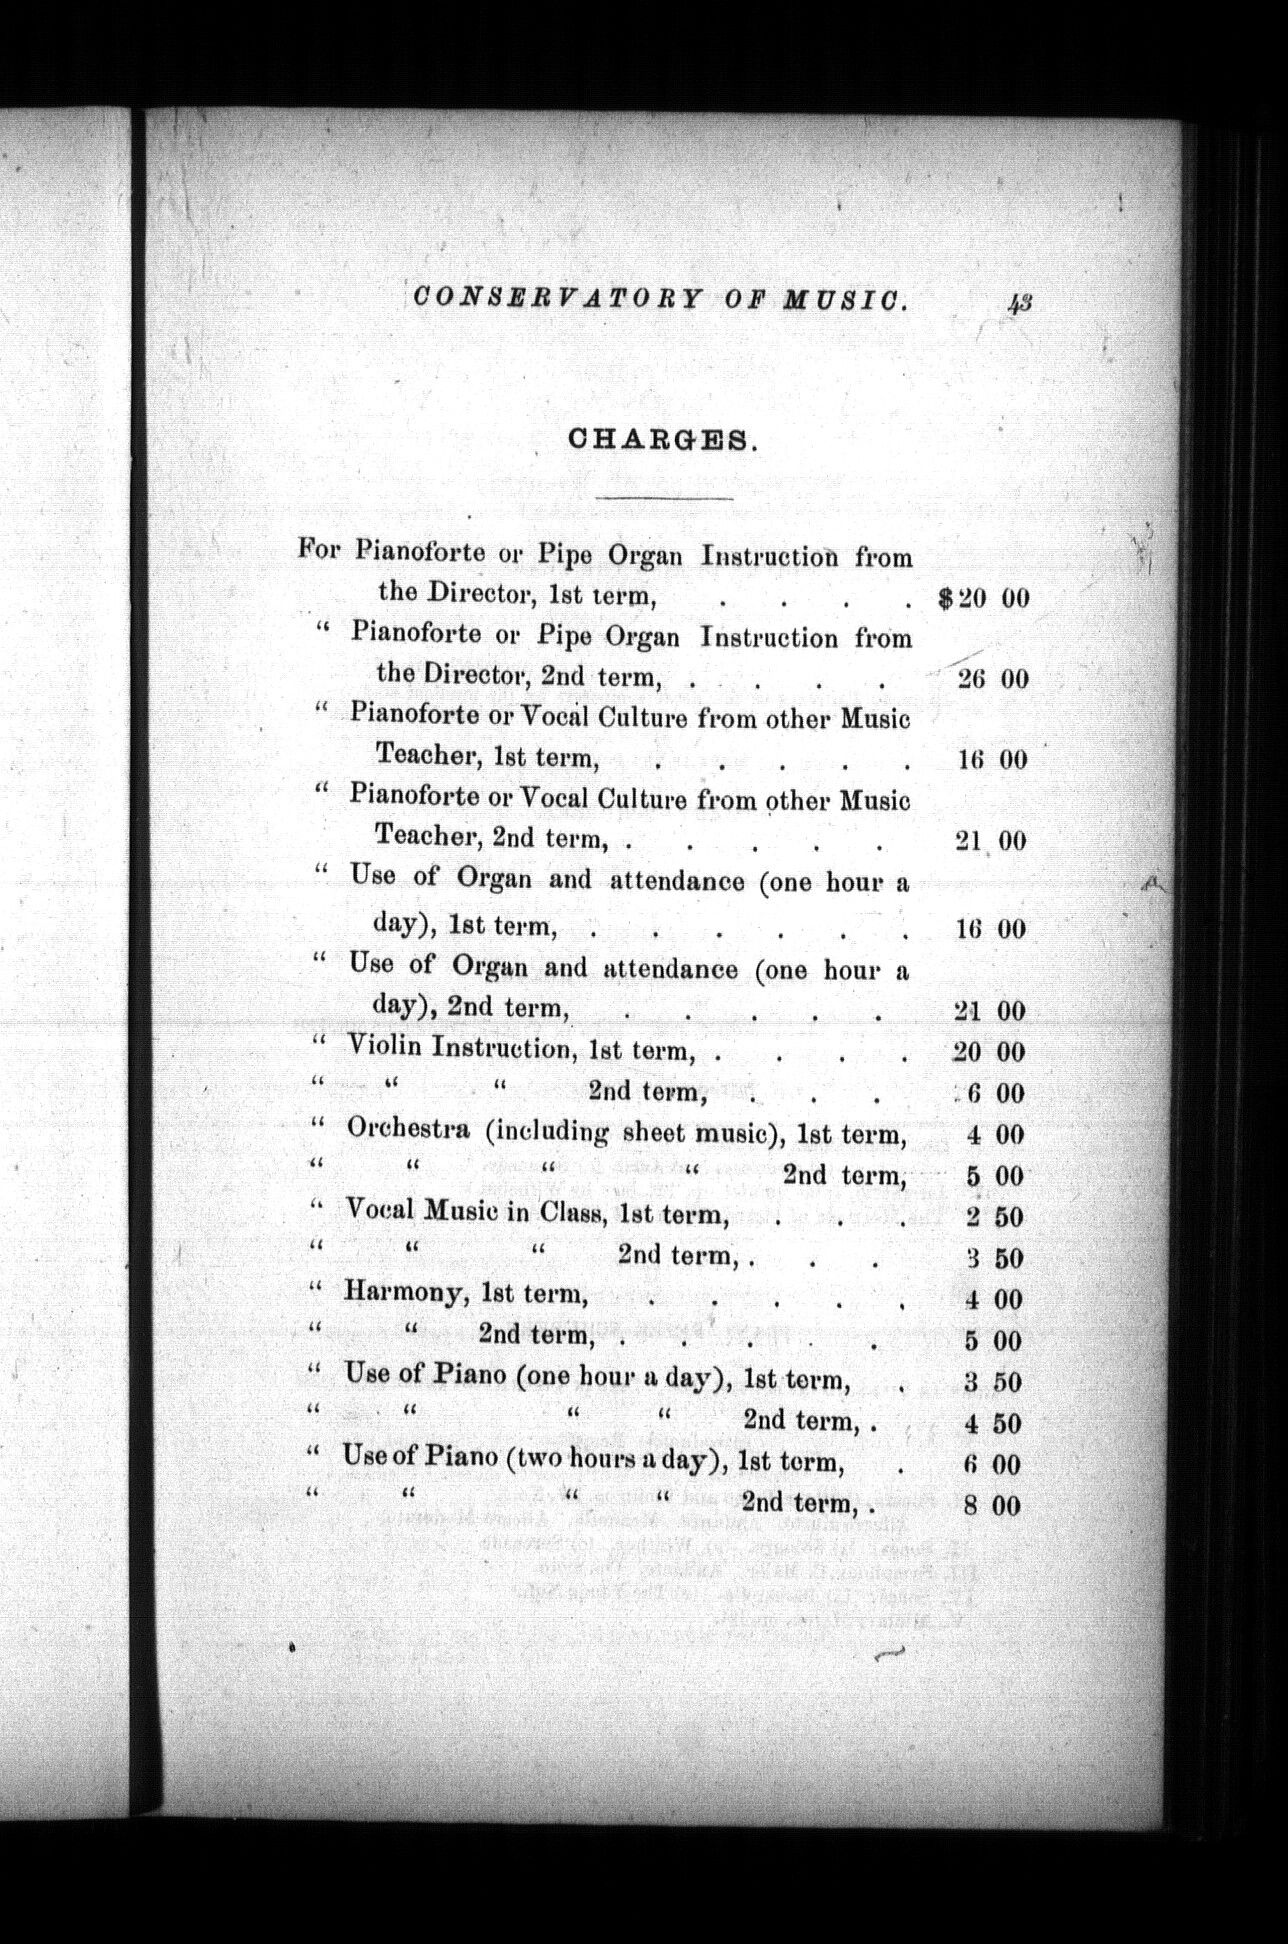 CONSERVATORY OF MUSIC. 43
CHARGES.
For Pianoforte or Pipe Organ Instruction from
the Director, 1st term, . . . . $20 00
" Pianoforte or Pipe Organ Instruction from
the Director, 2nd term, . . . . 26 00
" Pianoforte or Vocal Culture from other Music
Teacher, 1st term, . . . . . 16 00
" Pianoforte or Vocal Culture from other Music
Teacher, 2nd term, . . . . . 21 00
" Use of Organ and attendance (one hour a
day), 1st term, . . . . . . 16 00
" Use of Organ and attendance (one hour a
day), 2nd term, . . . . . 21 00
" Violin Instruction, 1st term, . . . . 20 00
" " " 2nd term, . . . 6 00
" Orchestra (including sheet music), 1st term, 4 00
" " " " 2nd term, 5 00
" Vocal Music in Class, 1st term, . . . 2 50
" " " 2nd term, . . . 3 50
" Harmony, 1st term, . . . . . 4 00
" " 2nd term, . . . . . 5 00
" Use of Piano (one hour a day), 1st term, . 3 50
" " " " 2nd term, . 4 50
" Use of Piano (two hours a day), 1st term, . 6 00
" " " " 2nd term, . 8 00